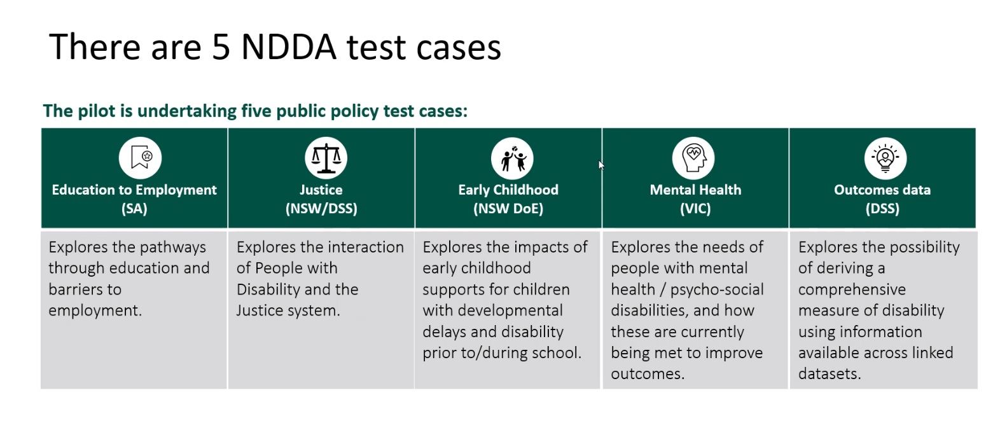 There are 5 NDDA test cases
The pilot is undertaking five public policy test cases:
Education to Employment
(SA)
Explores the pathways
through education and
barriers to
employment.
Justice
(NSW/DSS)
Explores the interaction
of People with
Disability and the
Justice system.
Early Childhood
(NSW DoE)
Explores the impacts of
early childhood
supports for children
with developmental
delays and disability
prior to/during school.
Mental Health
(VIC)
Explores the needs of
people with mental
health / psycho-social
disabilities, and how
these are currently
being met to improve
outcomes.
Outcomes data
(DSS)
Explores the possibility
of deriving a
comprehensive
measure of disability
using information
available across linked
datasets.